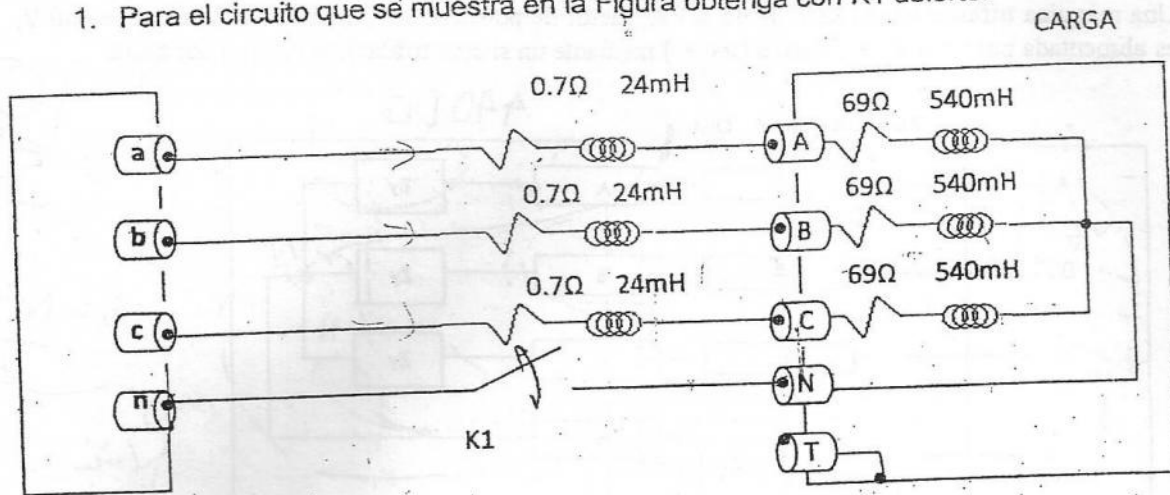 1. Para el circuito que se muestra en la Figura obtenga con K1
CARGA
0.7Ω 24mH
69Ω 540mH
a
A
0.7Ω 24mH
69Ω 540mH
b
B
0.7Ω 24mH
69Ω 540mH
c
C
n
N
K1
T